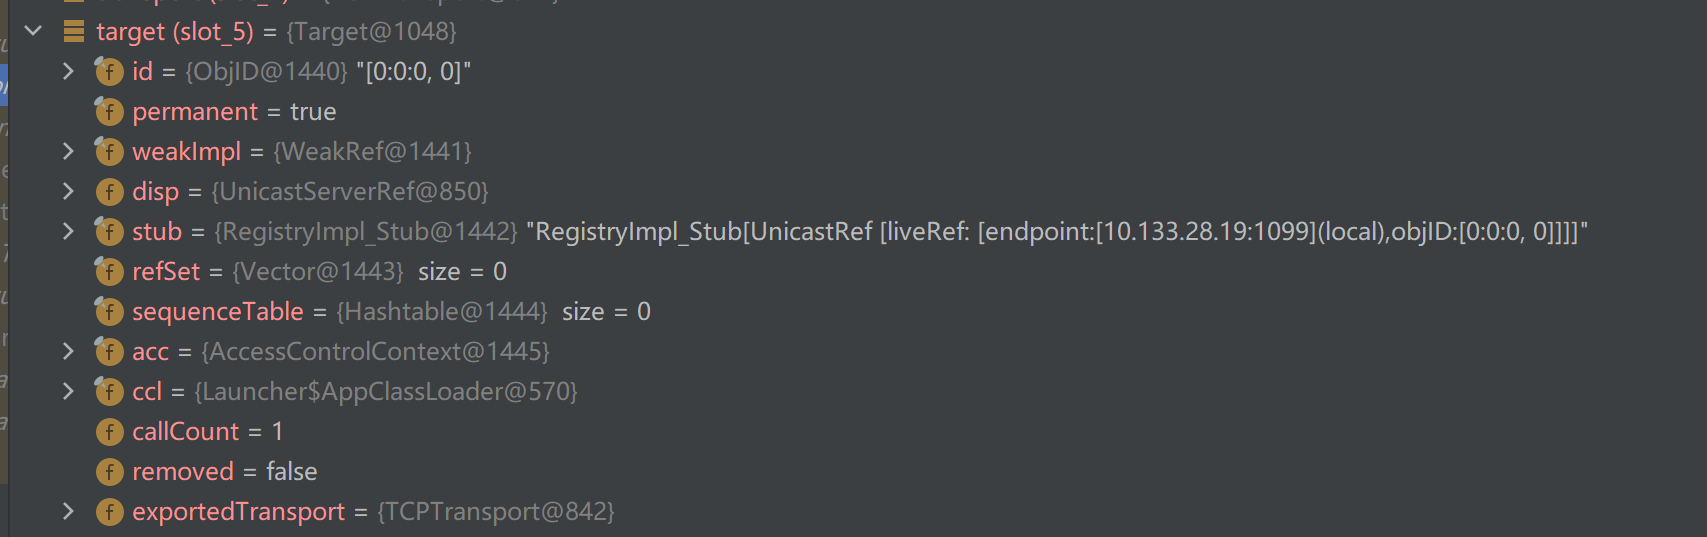 target (slot_5) = {Target@1048}
id = {ObjID@1440} "[0:0:0, 0]"
permanent = true
weakImpl = {WeakRef@1441}
disp = {UnicastServerRef@850}
stub = {RegistryImpl_Stub@1442} "RegistryImpl_Stub[UnicastRef [liveRef: [endpoint:[10.133.28.19:1099](local),objID:[0:0:0, 0]]]]"
refSet = {Vector@1443} size = 0
sequenceTable = {Hashtable@1444} size = 0
acc = {AccessControlContext@1445}
ccl = {Launcher$AppClassLoader@570}
callCount = 1
removed = false
exportedTransport = {TCPTransport@842}